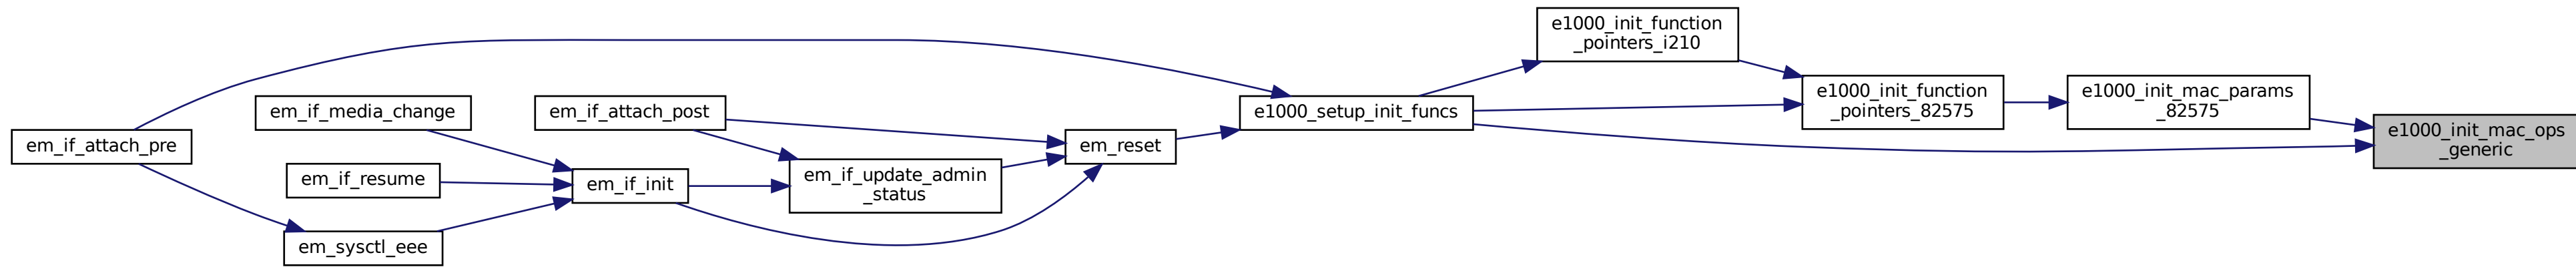 em_if_attach_pre
em_if_media_change
em_if_resume
em_sysctl_eee
em_if_attach_post
em_if_init
em_if_update_admin
_status
em_reset
e1000_setup_init_funcs
e1000_init_function
_pointers_i210
e1000_init_function
_pointers_82575
e1000_init_mac_params
_82575
e1000_init_mac_ops
_generic